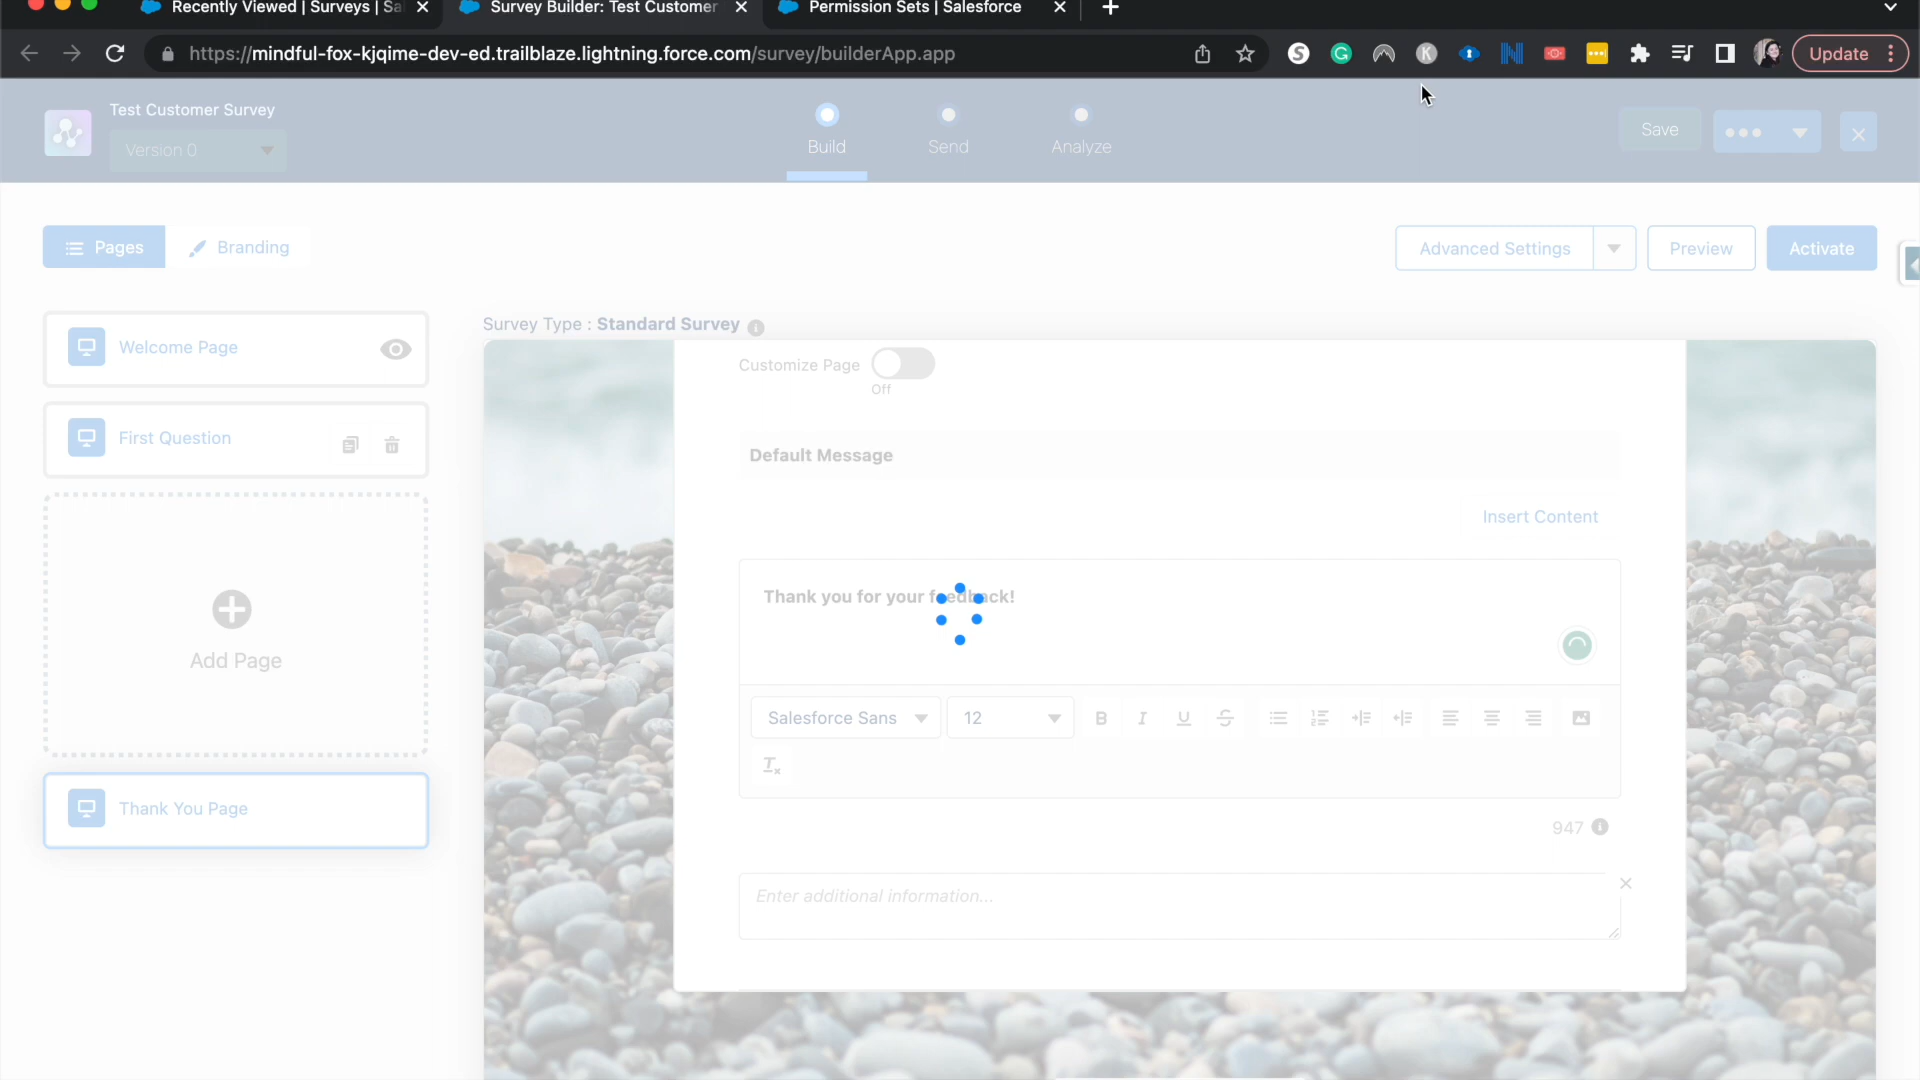 Recently Viewed | Surveys | Sa
Survey Builder: Test Customer
Permission Sets | Salesforce
https://mindful-fox-kjqime-dev-ed.trailblaze.lightning.force.com/survey/builderApp.app
Update
Test Customer Survey
Version 0
Build
Send
Analyze
Save
Pages
Branding
Advanced Settings
Preview
Activate
Welcome Page
First Question
Add Page
Thank You Page
Survey Type : Standard Survey
Customize Page
Off
Default Message
Insert Content
Thank you for your feedback!
Salesforce Sans
12
B I U S
947
Enter additional information...